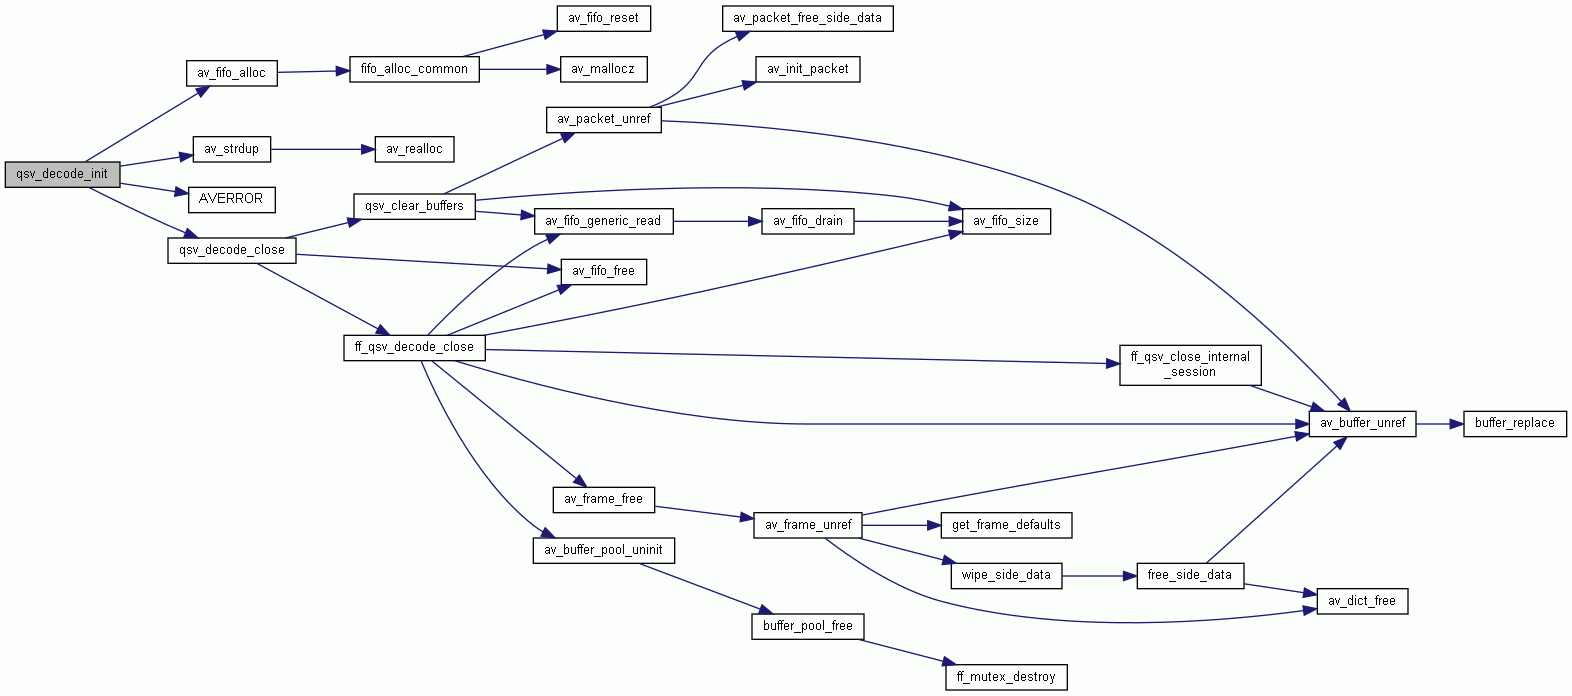 av_fifo_reset
av_packet_free_side_data
av_fifo_alloc
fifo_alloc_common
av_mallocz
av_init_packet
av_packet_unref
av_strdup
av_realloc
qsv_decode_init
AVERROR
qsv_clear_buffers
av_fifo_generic_read
av_fifo_drain
av_fifo_size
qsv_decode_close
av_fifo_free
ff_qsv_decode_close
ff_qsv_close_internal
_session
av_buffer_unref
buffer_replace
av_frame_free
av_frame_unref
get_frame_defaults
av_buffer_pool_uninit
wipe_side_data
free_side_data
av_dict_free
buffer_pool_free
ff_mutex_destroy